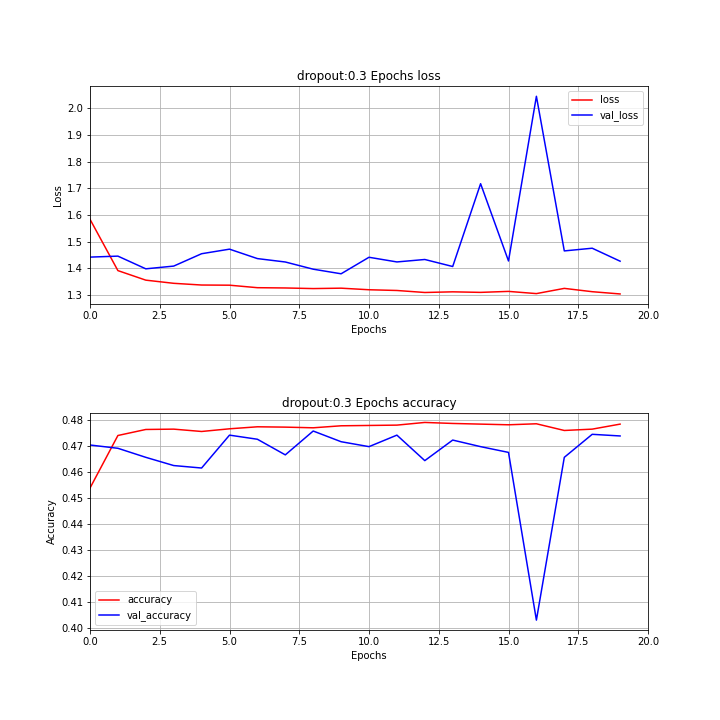 dropout:0.3 Epochs loss
2.0
1.9
1.8
1.7
1.6
1.5
1.4
1.3
Loss
loss
val_loss
0.0 2.5 5.0 7.5 10.0 12.5 15.0 17.5 20.0
Epochs
dropout:0.3 Epochs accuracy
0.48
0.47
0.46
0.45
0.44
0.43
0.42
0.41
0.40
Accuracy
accuracy
val_accuracy
0.0 2.5 5.0 7.5 10.0 12.5 15.0 17.5 20.0
Epochs